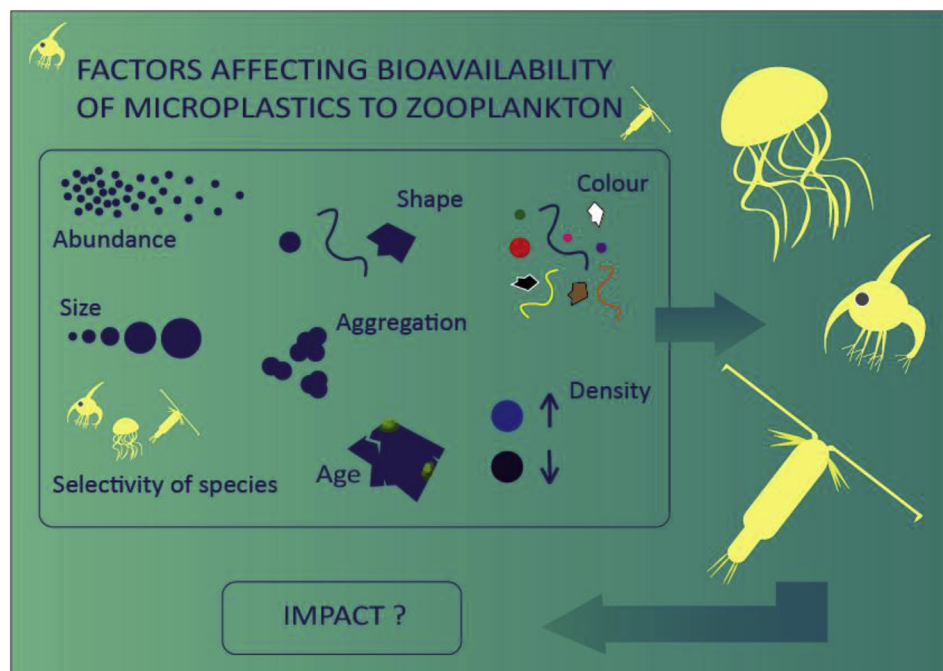 FACTORS AFFECTING BIOAVAILABILITY
OF MICROPLASTICS TO ZOOPLANKTON
Abundance
Shape
Colour
Size
Aggregation
Density
Selectivity of species
Age
IMPACT ?